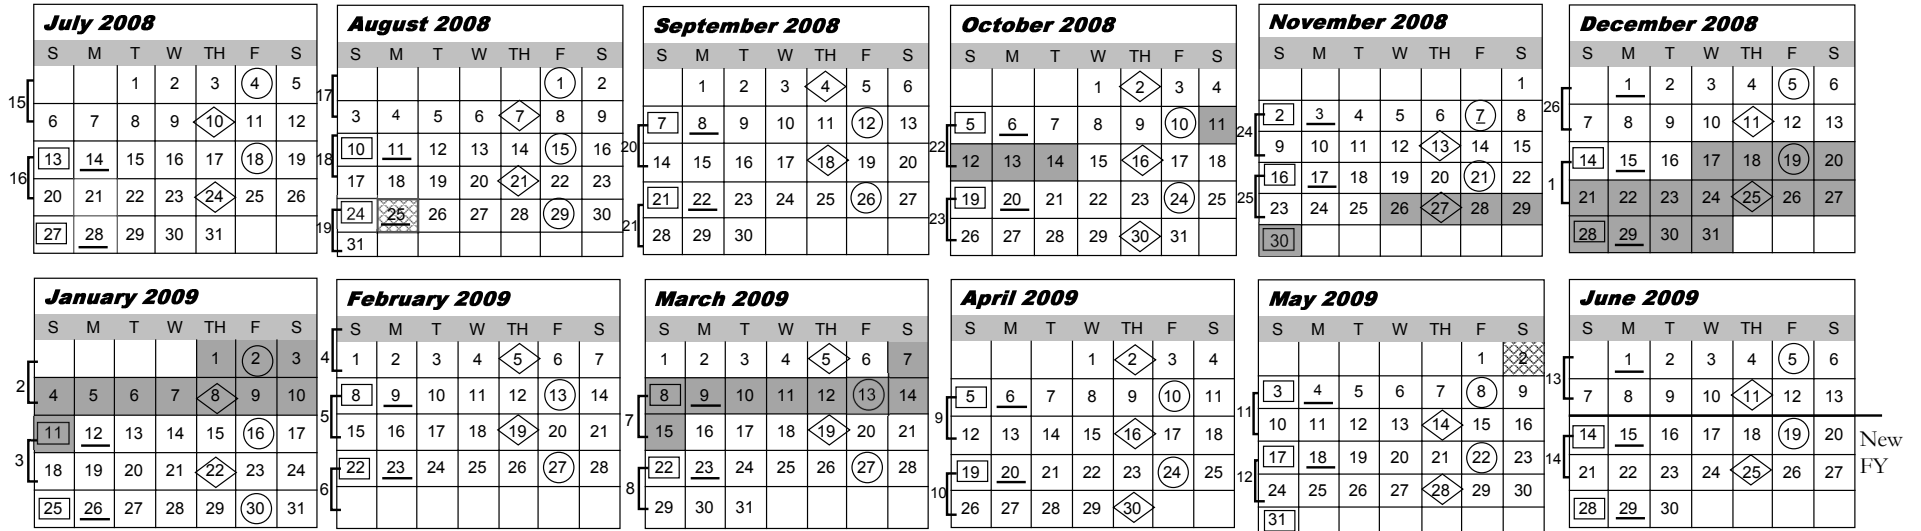 July 2008
S M T W TH F S
1 2 3 4 5
15
6 7 8 9 10 11 12
13 14 15 16 17 18 19
16
20 21 22 23 24 25 26
27 28 29 30 31
August 2008
S M T W TH F S
1 2
17
3 4 5 6 7 8 9
10 11 12 13 14 15 16
18
17 18 19 20 21 22 23
24 25 26 27 28 29 30
19
31
September 2008
S M T W TH F S
1 2 3 4 5 6
7 8 9 10 11 12 13
20
14 15 16 17 18 19 20
21 22 23 24 25 26 27
21
28 29 30
October 2008
S M T W TH F S
1 2 3 4
5 6 7 8 9 10 11
22
12 13 14 15 16 17 18
19 20 21 22 23 24 25
23
26 27 28 29 30 31
November 2008
S M T W TH F S
1
2 3 4 5 6 7 8
24
9 10 11 12 13 14 15
16 17 18 19 20 21 22
25
23 24 25 26 27 28 29
30
December 2008
S M T W TH F S
1 2 3 4 5 6
26
7 8 9 10 11 12 13
14 15 16 17 18 19 20
1
21 22 23 24 25 26 27
28 29 30 31
January 2009
S M T W TH F S
1 2 3
2
4 5 6 7 8 9 10
11 12 13 14 15 16 17
3
18 19 20 21 22 23 24
25 26 27 28 29 30 31
February 2009
S M T W TH F S
4
1 2 3 4 5 6 7
8 9 10 11 12 13 14
5
15 16 17 18 19 20 21
22 23 24 25 26 27 28
6
March 2009
S M T W TH F S
1 2 3 4 5 6 7
8 9 10 11 12 13 14
7
15 16 17 18 19 20 21
22 23 24 25 26 27 28
8
29 30 31
April 2009
S M T W TH F S
1 2 3 4
5 6 7 8 9 10 11
9
12 13 14 15 16 17 18
19 20 21 22 23 24 25
10
26 27 28 29 30
May 2009
S M T W TH F S
1 2
3 4 5 6 7 8 9
11
10 11 12 13 14 15 16
17 18 19 20 21 22 23
12
24 25 26 27 28 29 30
31
June 2009
S M T W TH F S
1 2 3 4 5 6
13
7 8 9 10 11 12 13
14 15 16 17 18 19 20
14
21 22 23 24 25 26 27
28 29 30
New
FY